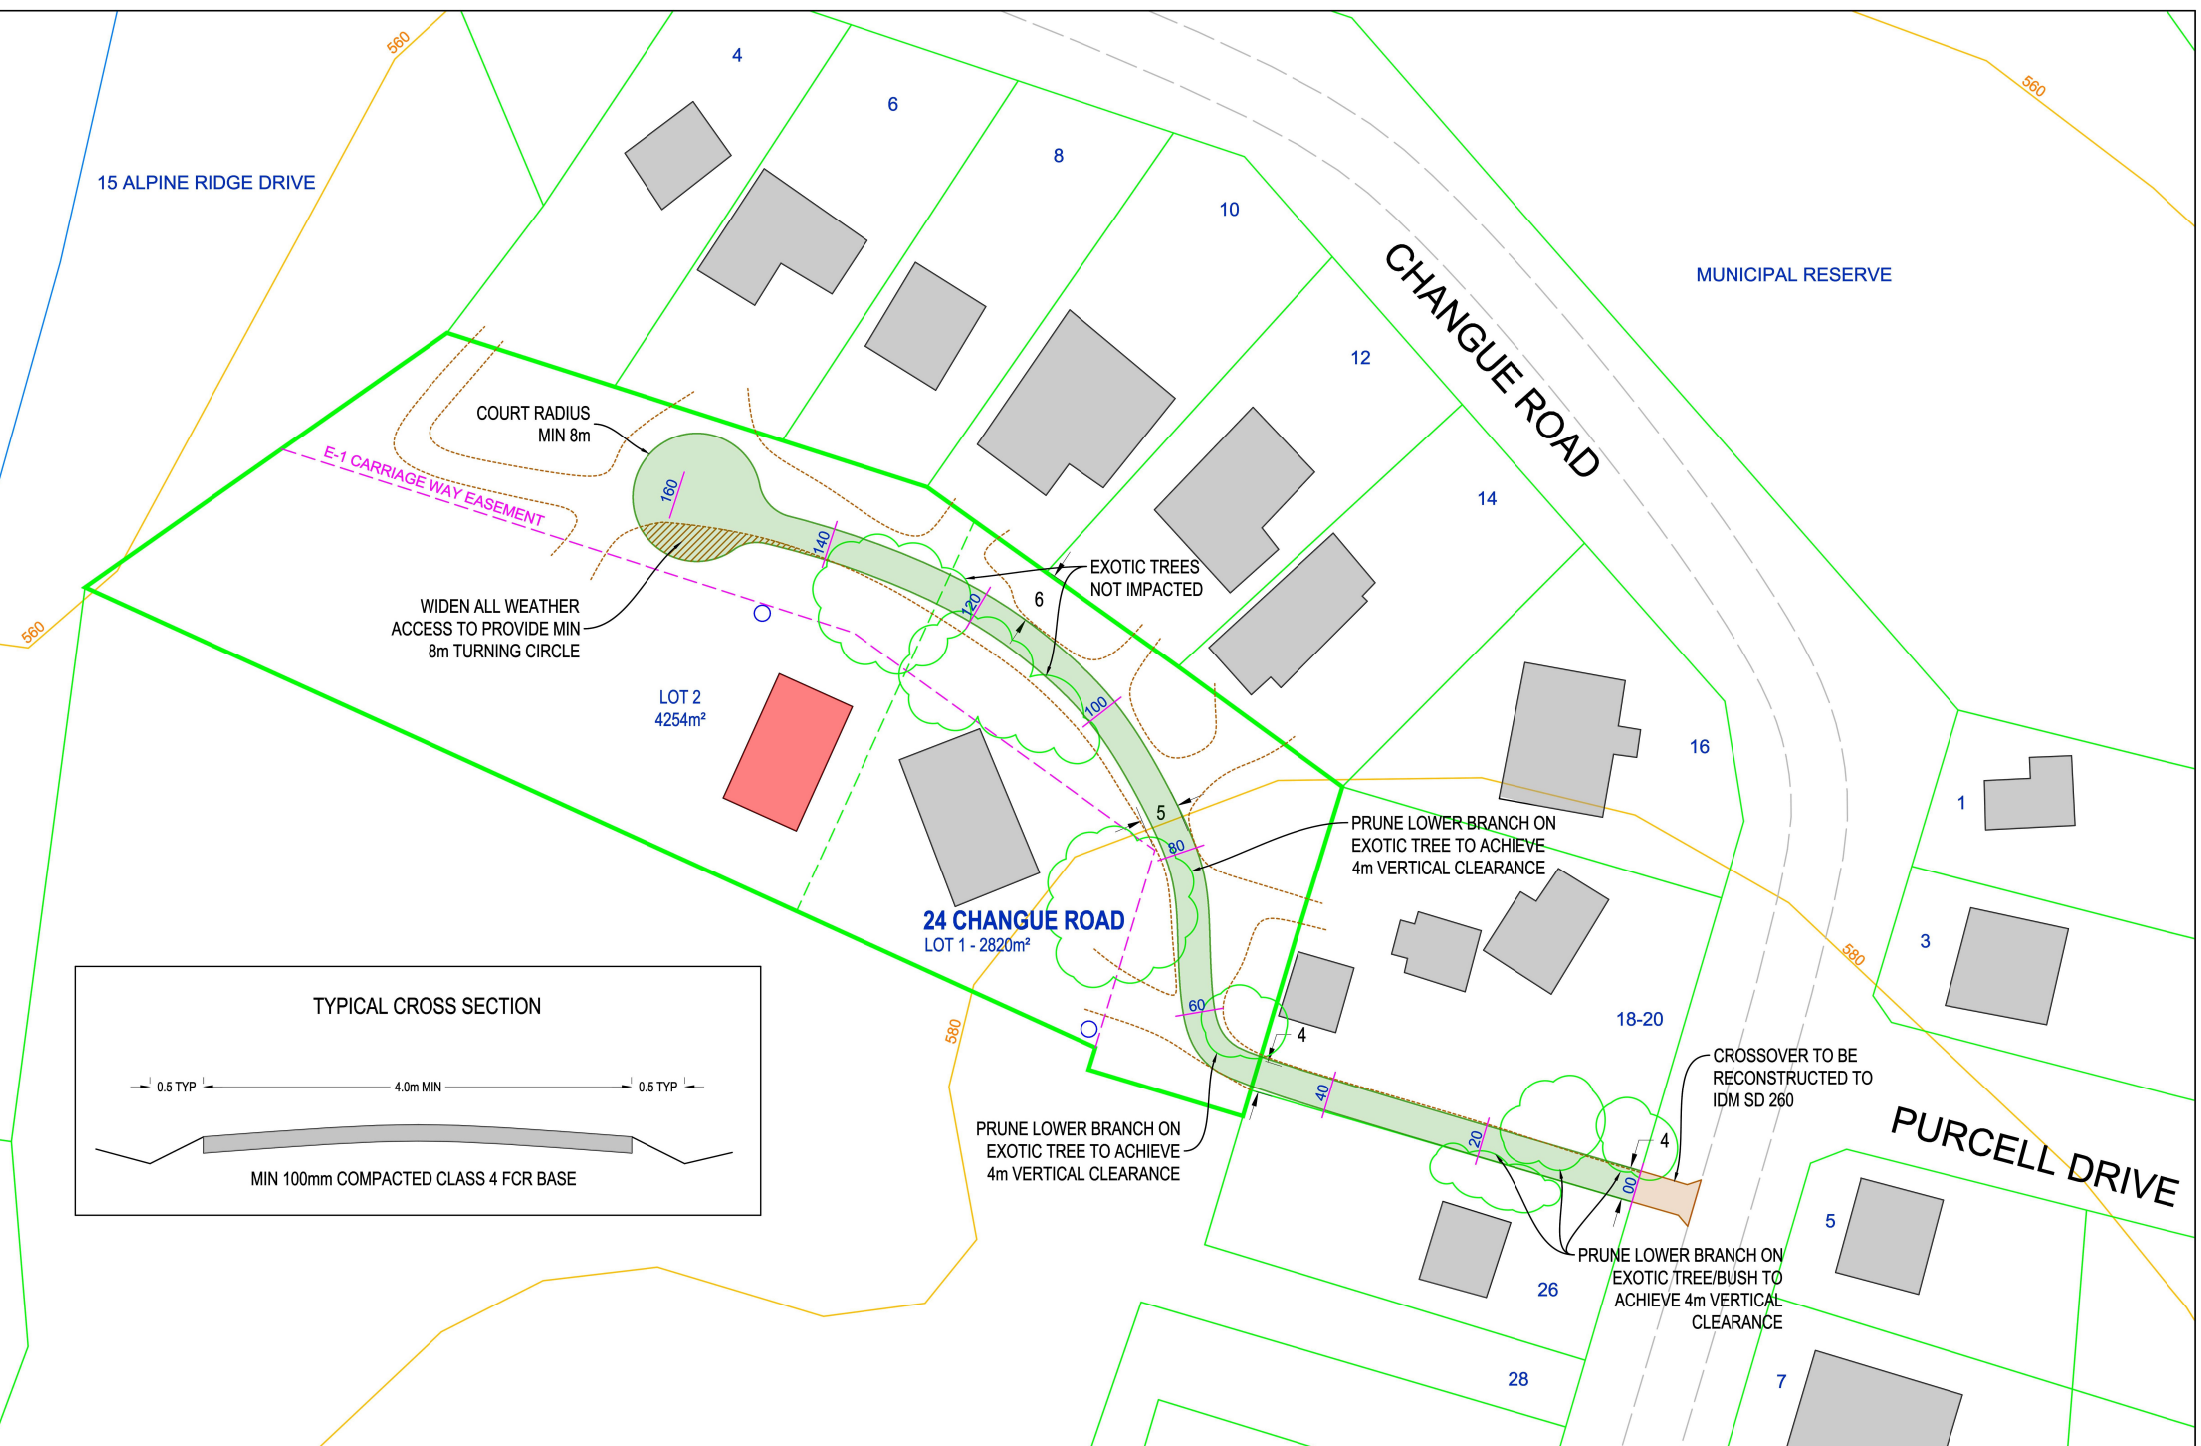 560
4
6
560
8
15 ALPINE RIDGE DRIVE
10
CHANGUE ROAD
MUNICIPAL RESERVE
12
COURT RADIUS
MIN 8m
E-1 CARRIAGE WAY EASEMENT
160
14
140
EXOTIC TREES
NOT IMPACTED
120
6
WIDEN ALL WEATHER
ACCESS TO PROVIDE MIN
8m TURNING CIRCLE
560
LOT 2
4254m²
100
16
1
5
PRUNE LOWER BRANCH ON
EXOTIC TREE TO ACHIEVE
4m VERTICAL CLEARANCE
80
24 CHANGUE ROAD
LOT 1 - 2820m²
3
580
TYPICAL CROSS SECTION
60
580
18-20
4
CROSSOVER TO BE
RECONSTRUCTED TO
IDM SD 260
0.5 TYP
4.0m MIN
0.5 TYP
40
PURCELL DRIVE
PRUNE LOWER BRANCH ON
EXOTIC TREE TO ACHIEVE
4m VERTICAL CLEARANCE
20
4
MIN 100mm COMPACTED CLASS 4 FCR BASE
00
5
PRUNE LOWER BRANCH ON
EXOTIC TREE/BUSH TO
ACHIEVE 4m VERTICAL
CLEARANCE
26
28
7